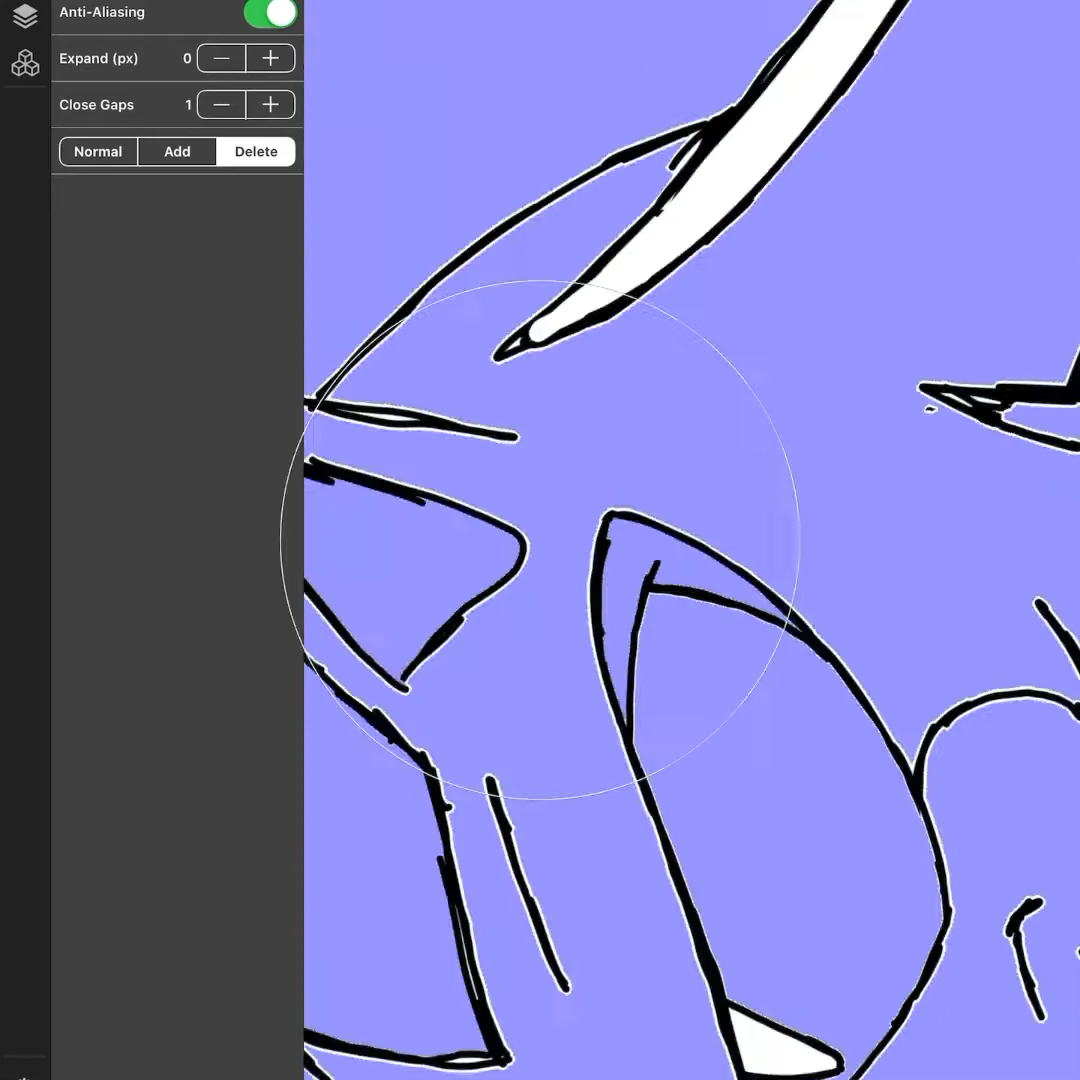 Anti-Aliasing
Expand (px) 0 — +
Close Gaps 1 — +
Normal Add Delete